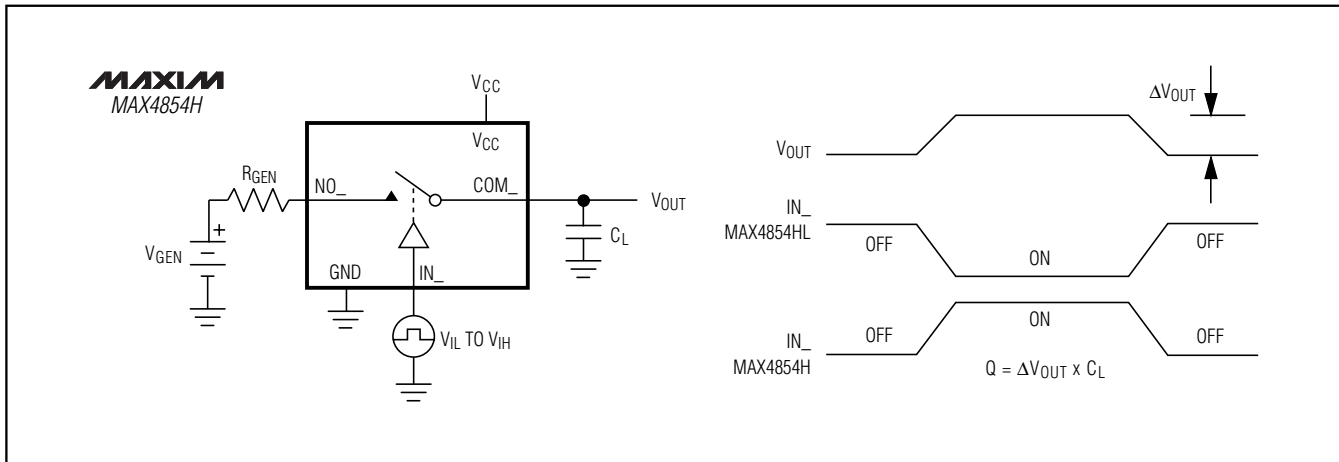 MAXIM
MAX4854H
VCC
VCC
RGEN
NO_
COM_
VOUT
CL
VGEN
+
GND
IN_
VIL TO VIH
ΔVOUT
VOUT
IN_
MAX4854HL
OFF
ON
OFF
IN_
MAX4854H
OFF
ON
OFF
Q = ΔVOUT x CL